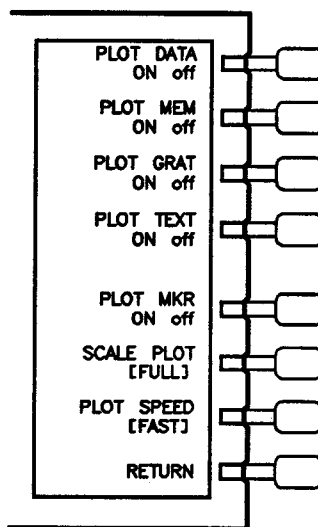 PLOT DATA
ON off
PLOT MEM
ON off
PLOT GRAT
ON off
PLOT TEXT
ON off
PLOT MKR
ON off
SCALE PLOT
[FULL]
PLOT SPEED
[FAST]
RETURN